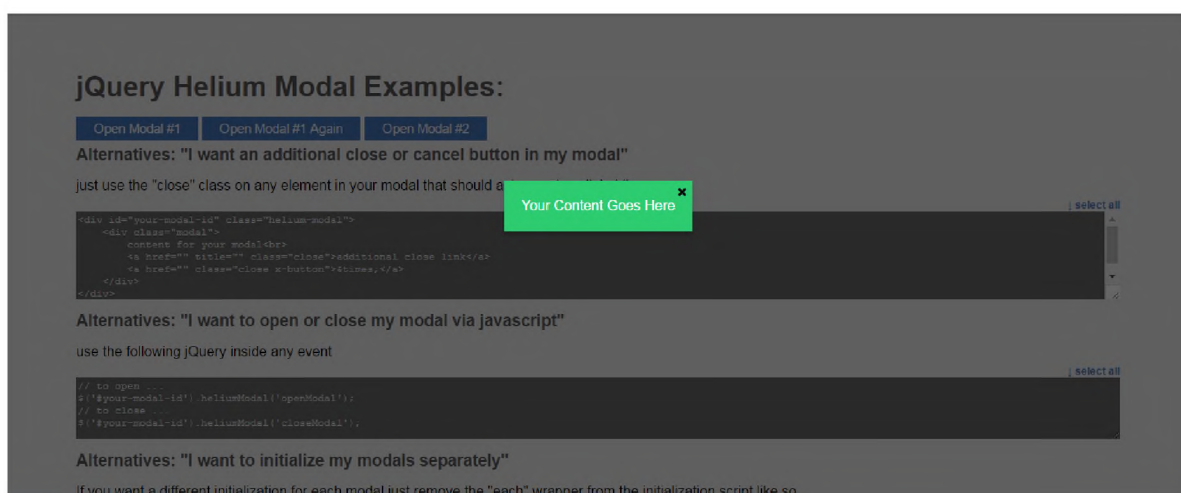 jQuery Helium Modal Examples:
Open Modal #1 Open Modal #1 Again Open Modal #2
Alternatives: "I want an additional close or cancel button in my modal"
just use the "close" class on any element in your modal that should
×
Your Content Goes Here
↓ select all
<div id="your-modal-id" class="helium-modal">
<div class="modal">
content for your modal<br>
<a href="" title="" class="close">additional close link</a>
<a href="" class="close x-button">&times;</a>
</div>
</div>
Alternatives: "I want to open or close my modal via javascript"
use the following jQuery inside any event
↓ select all
// to open ...
$('#your-modal-id').heliumModal('openModal');
// to close ...
$('#your-modal-id').heliumModal('closeModal');
Alternatives: "I want to initialize my modals separately"
If you want a different initialization for each modal just remove the "each" wrapper from the initialization script like so